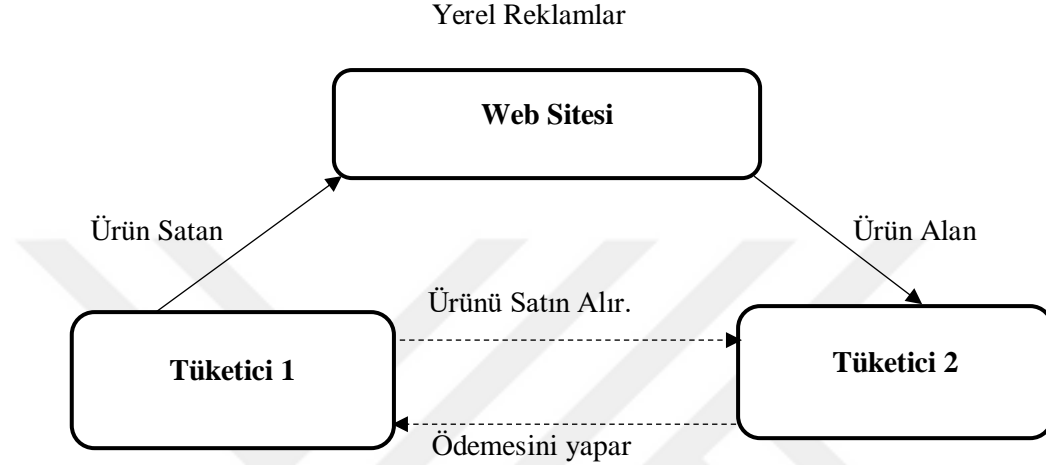 Yerel Reklamlar
Web Sitesi
Ürün Satan
Ürün Alan
Ürünü Satın Alır.
Tüketici 1
Tüketici 2
Ödemesini yapar